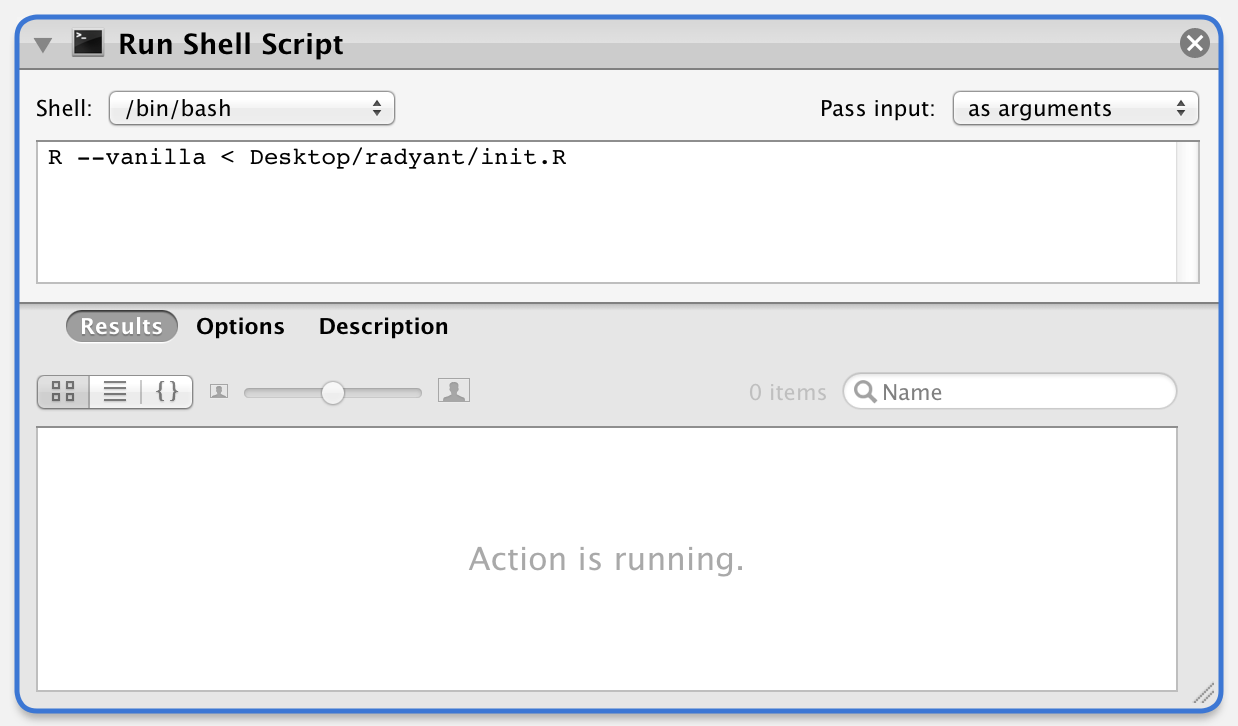 Run Shell Script
Shell: /bin/bash Pass input: as arguments
R --vanilla < Desktop/radyant/init.R
Results Options Description
0 items Name
Action is running.